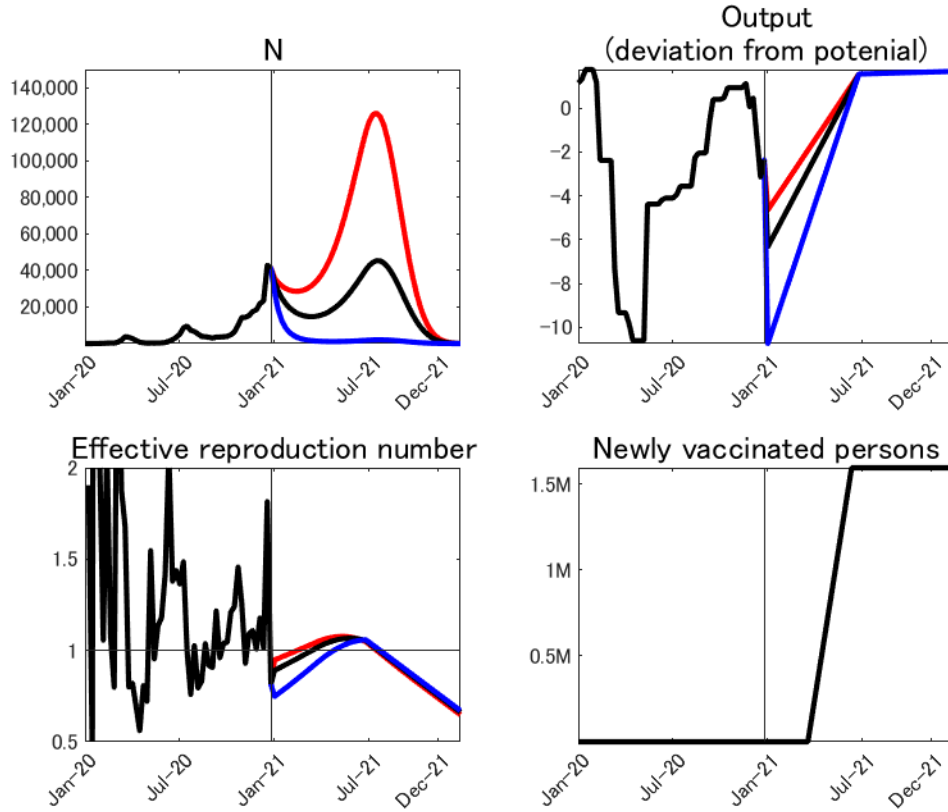 N
140,000
120,000
100,000
80,000
60,000
40,000
20,000
Jan-20
Jul-20
Jan-21
Jul-21
Dec-21
Output
(deviation from potenial)
0
-2
-4
-6
-8
-10
Jan-20
Jul-20
Jan-21
Jul-21
Dec-21
Effective reproduction number
2
1.5
1
0.5
Jan-20
Jul-20
Jan-21
Jul-21
Dec-21
Newly vaccinated persons
1.5M
1M
0.5M
Jan-20
Jul-20
Jan-21
Jul-21
Dec-21